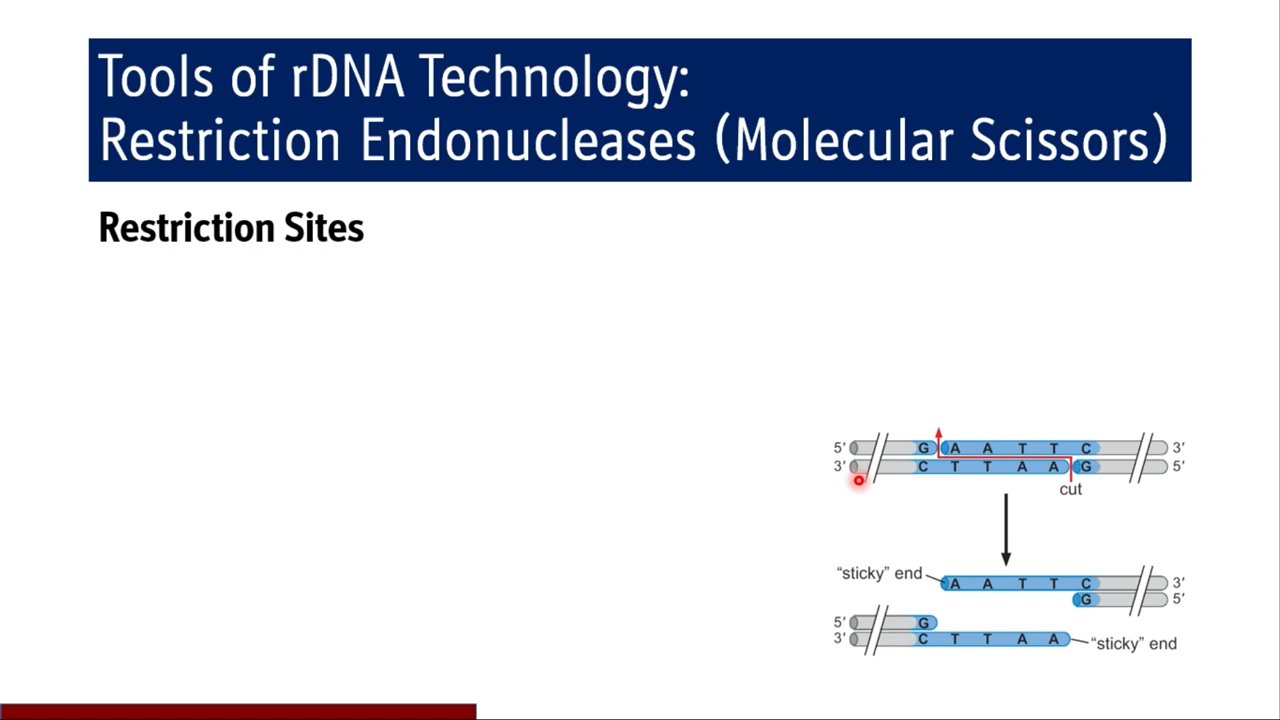 Tools of rDNA Technology:
Restriction Endonucleases (Molecular Scissors)
Restriction Sites
5′ G A A T T C 3′
3′ C T T A A G 5′
cut
“sticky” end
A A T T C 3′
G 5′
5′ G
3′ C T T A A
“sticky” end